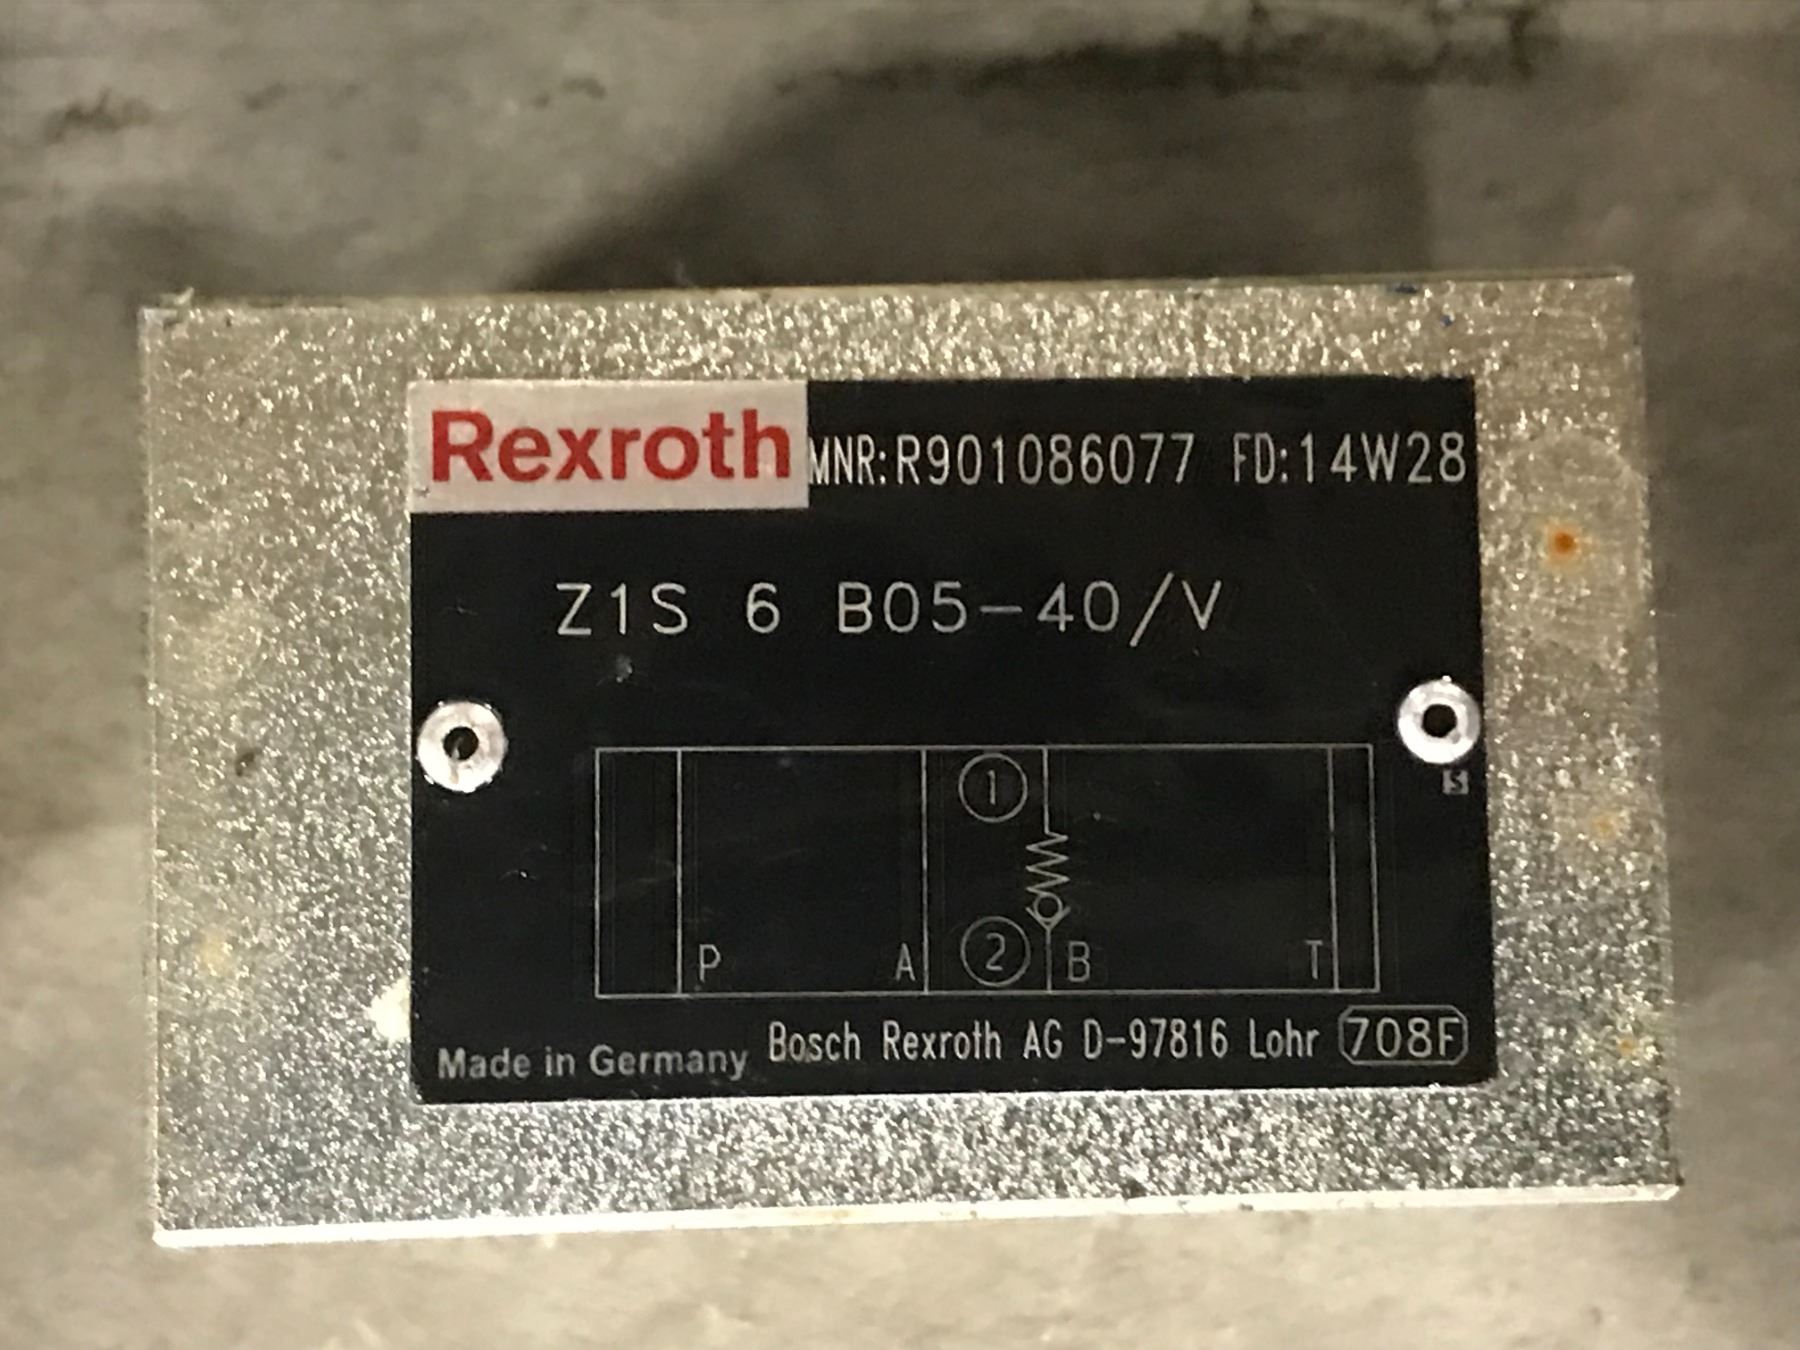 Rexroth MNR:R901086077 FD:14W28
Z1S 6 B05-40/V
S
1
2
P A B T
Made in Germany Bosch Rexroth AG D-97816 Lohr 708F